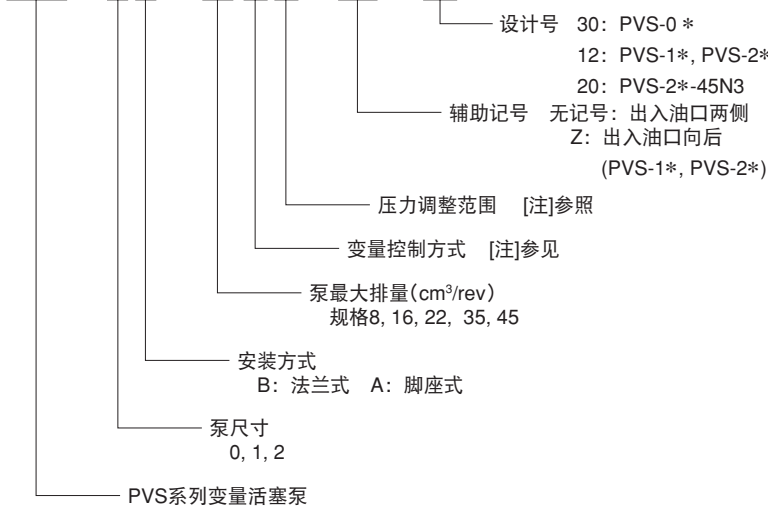 设计号 30：PVS-0＊
12：PVS-1＊, PVS-2＊
20：PVS-2＊-45N3
辅助记号 无记号：出入油口两侧
Z：出入油口向后
(PVS-1＊, PVS-2＊)
压力调整范围 [注]参照
变量控制方式 [注]参见
泵最大排量（cm³/rev）
规格8, 16, 22, 35, 45
安装方式
B：法兰式 A：脚座式
泵尺寸
0, 1, 2
PVS系列变量活塞泵